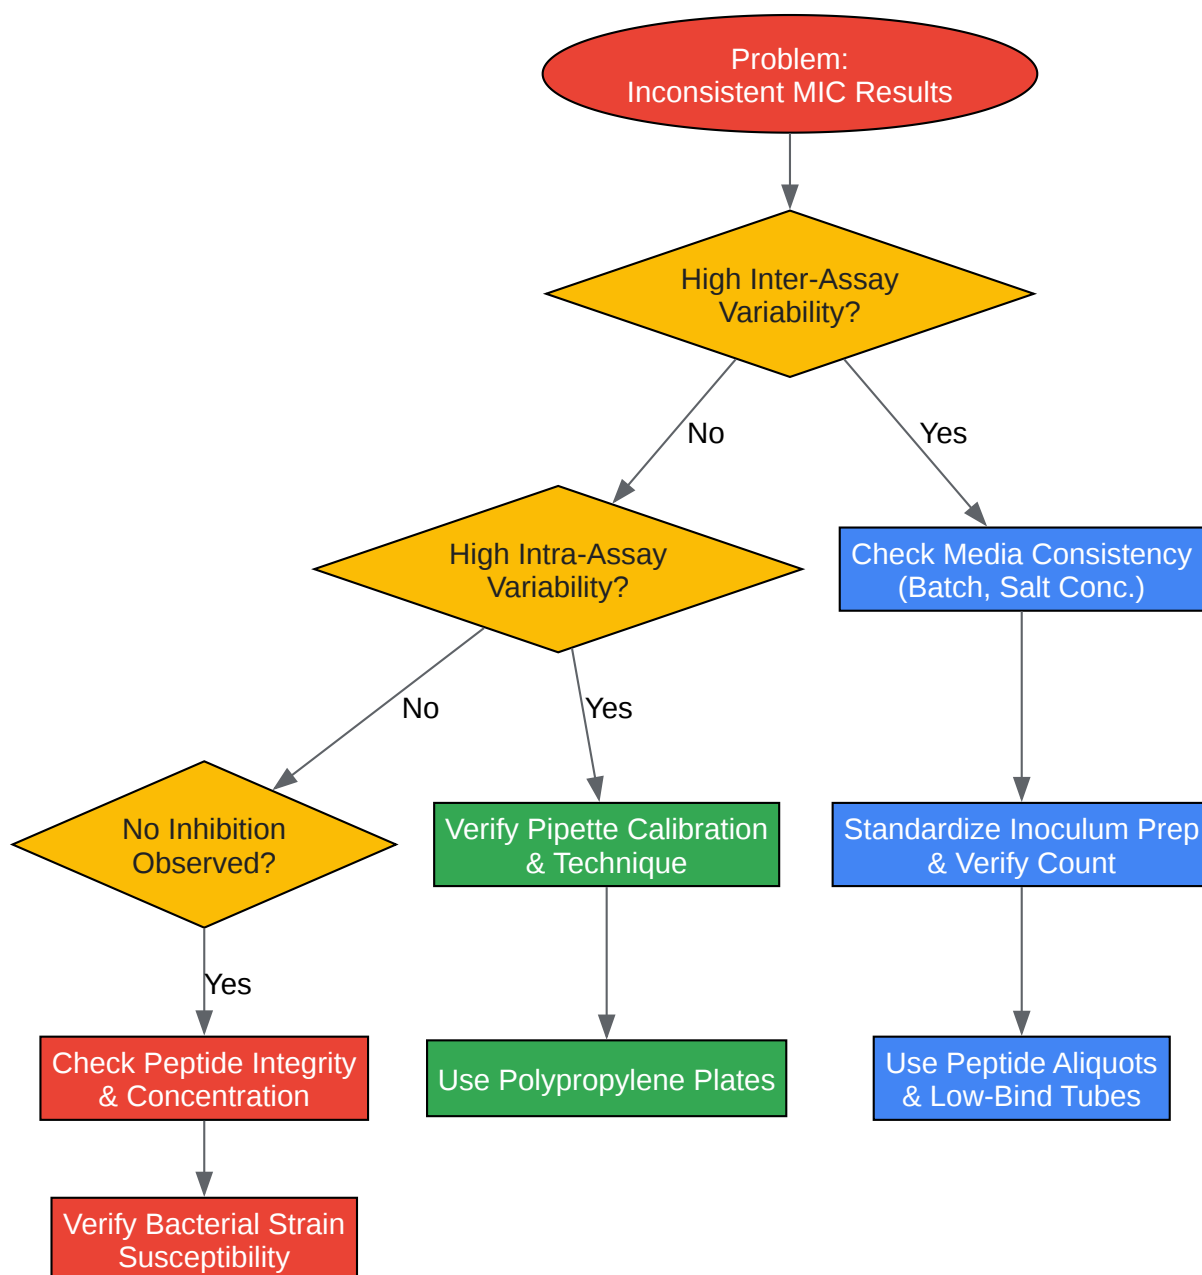 Problem:
Inconsistent MIC Results
High Inter-Assay
Variability?
No
Yes
High Intra-Assay
Variability?
Check Media Consistency
(Batch, Salt Conc.)
No
Yes
No Inhibition
Observed?
Verify Pipette Calibration
& Technique
Standardize Inoculum Prep
& Verify Count
Yes
Check Peptide Integrity
& Concentration
Use Polypropylene Plates
Use Peptide Aliquots
& Low-Bind Tubes
Verify Bacterial Strain
Susceptibility